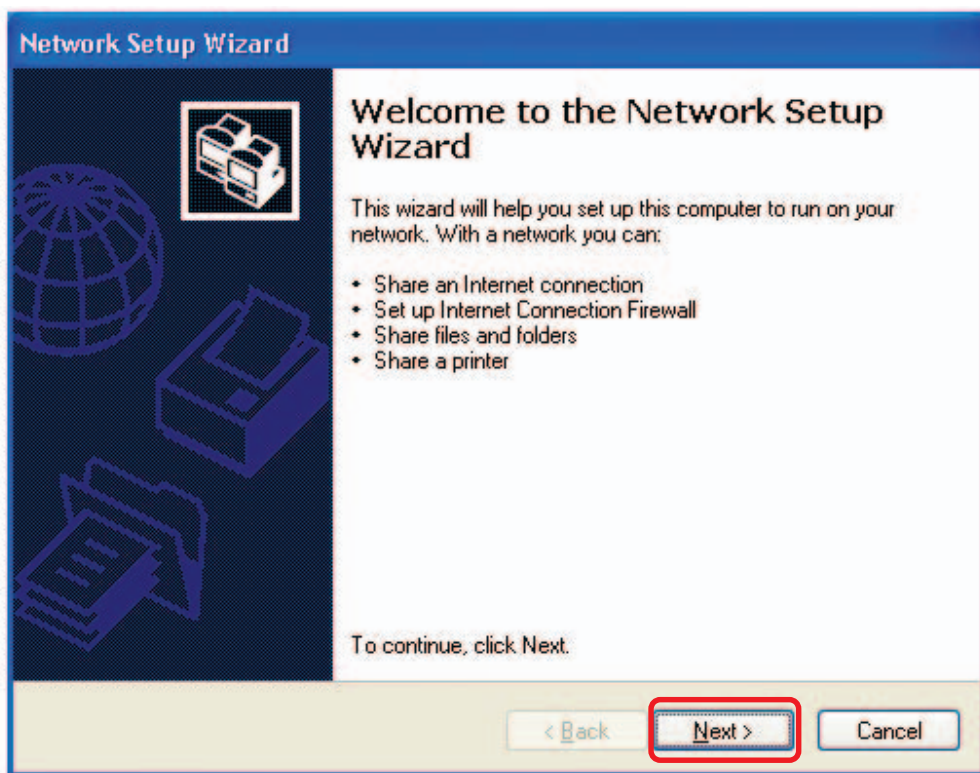 Network Setup Wizard
Welcome to the Network Setup
Wizard
This wizard will help you set up this computer to run on your
network. With a network you can:
• Share an Internet connection
• Set up Internet Connection Firewall
• Share files and folders
• Share a printer
To continue, click Next.
< Back Next > Cancel